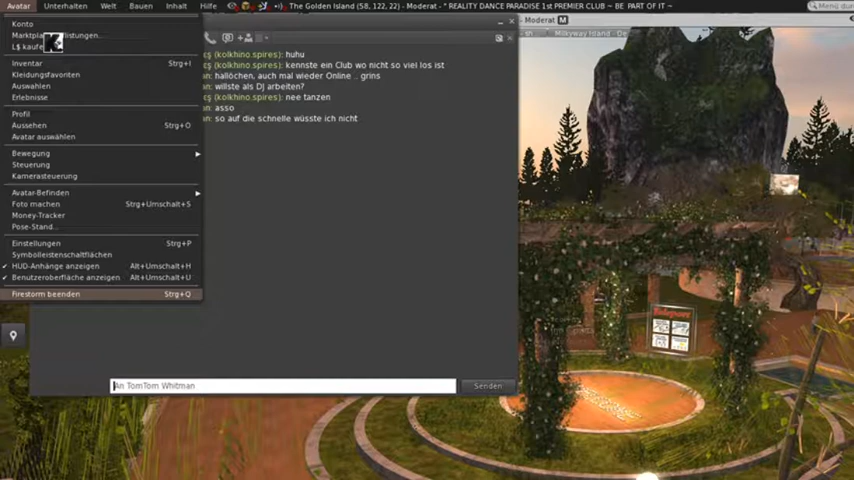 Avatar Unterhalten Welt Bauen Inhalt Hilfe The Golden Island (58, 122, 22) - Moderat - " REALITY DANCE PARADISE 1st PREMIER CLUB ~ BE PART OF IT ~
Menü
Konto
L$
Inventar Strg+I
Kleidungsfavoriten
Auswahlen
Erlebnisse
Profil
Aussehen Strg+O
Avatar auswählen
Bewegung
Steuerung
Kamerasteuerung
Avatar-Befinden
Foto machen Strg+Umschalt+S
Money-Tracker
Pose-Stand...
Einstellungen Strg+P
Symbolleistenschaltflächen
HUD-Anhänge anzeigen Alt+Umschalt+H
Benutzeroberfläche anzeigen Alt+Umschalt+U
Firestorm beenden Strg+Q
(kolkhino.spires): huhu
(kolkhino.spires): kennste ein Club wo nicht so viel los ist
hallöchen, auch mal wieder Online .. grins
willste als DJ arbeiten?
(kolkhino.spires): nee tanzen
asso
so auf die schnelle wüsste ich nicht
An TomTom Whitman
Senden
- Moderat M
Milkyway Island - De
Teleport